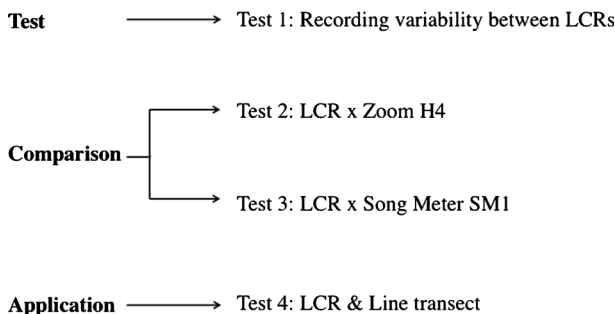 Test Test 1: Recording variability between LCRs
Test 2: LCR x Zoom H4
Comparison
Test 3: LCR x Song Meter SM1
Application Test 4: LCR & Line transect